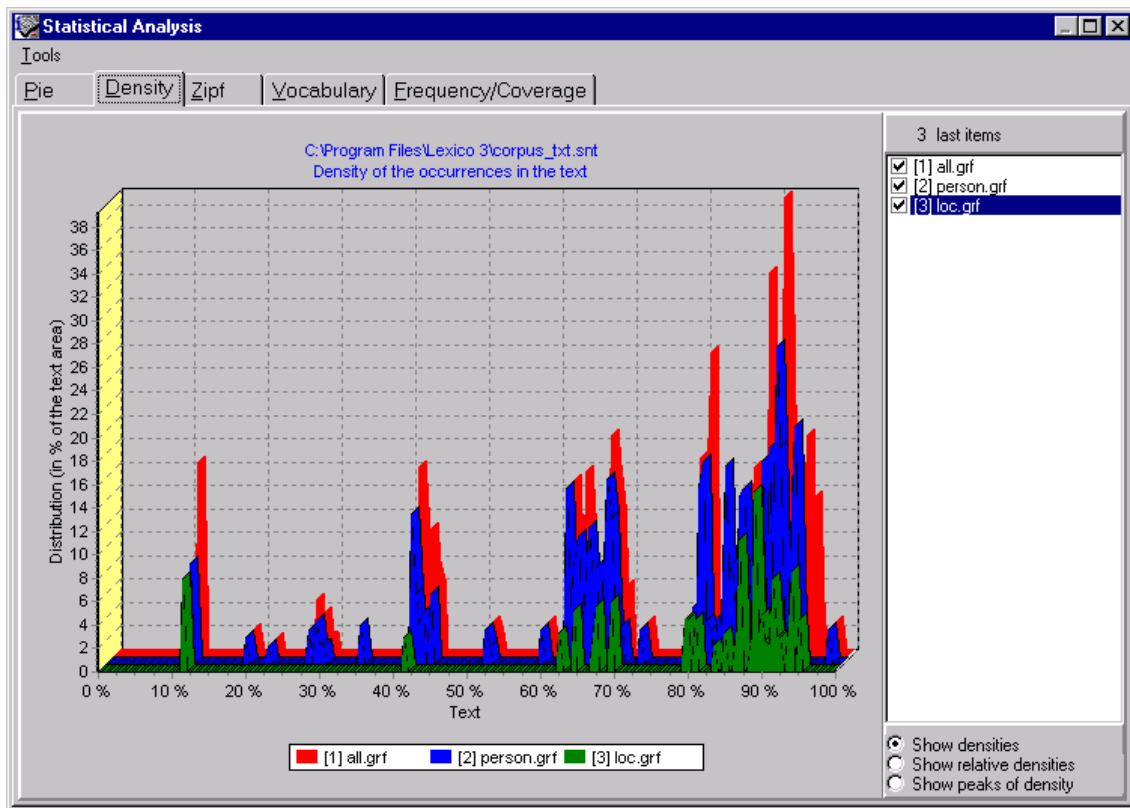 Statistical Analysis
Tools
Pie Density Zipf Vocabulary Frequency/Coverage
C:\Program Files\Lexico 3\corpus_txt.snt
Density of the occurrences in the text
Distribution (in % of the text area)
38
36
34
32
30
28
26
24
22
20
18
16
14
12
10
8
6
4
2
0
0 % 10 % 20 % 30 % 40 % 50 % 60 % 70 % 80 % 90 % 100 %
Text
[1] all.grf [2] person.grf [3] loc.grf
3 last items
[1] all.grf
[2] person.grf
[3] loc.grf
Show densities
Show relative densities
Show peaks of density